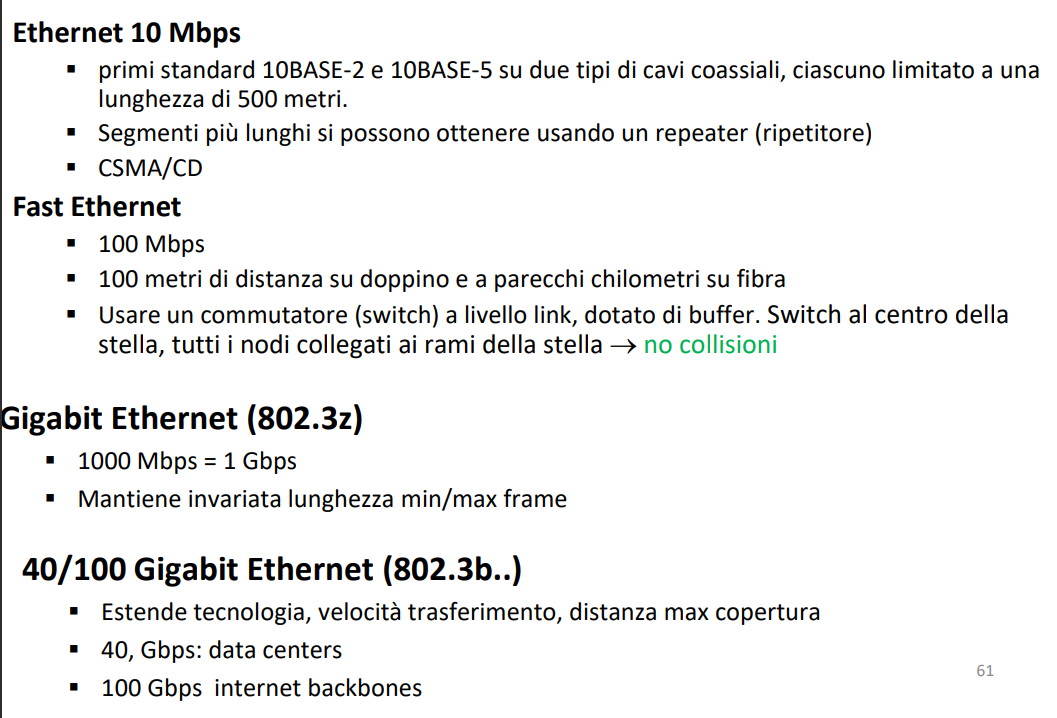 Ethernet 10 Mbps
▪ primi standard 10BASE-2 e 10BASE-5 su due tipi di cavi coassiali, ciascuno limitato a una
lunghezza di 500 metri.
▪ Segmenti più lunghi si possono ottenere usando un repeater (ripetitore)
▪ CSMA/CD
Fast Ethernet
▪ 100 Mbps
▪ 100 metri di distanza su doppino e a parecchi chilometri su fibra
▪ Usare un commutatore (switch) a livello link, dotato di buffer. Switch al centro della
stella, tutti i nodi collegati ai rami della stella → no collisioni
Gigabit Ethernet (802.3z)
▪ 1000 Mbps = 1 Gbps
▪ Mantiene invariata lunghezza min/max frame
40/100 Gigabit Ethernet (802.3b..)
▪ Estende tecnologia, velocità trasferimento, distanza max copertura
▪ 40, Gbps: data centers
▪ 100 Gbps internet backbones
61